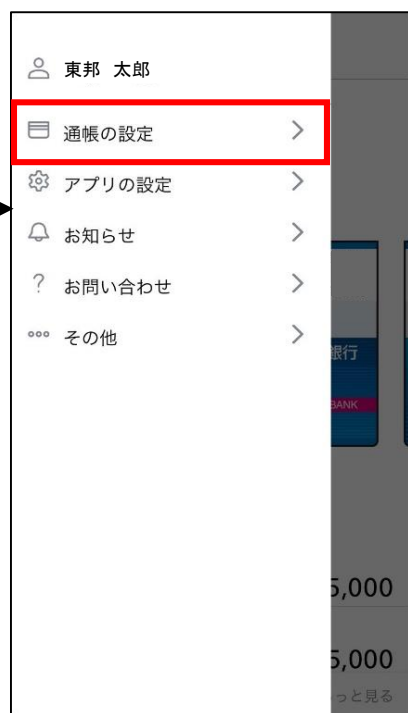 東邦 太郎
通帳の設定
アプリの設定
お知らせ
お問い合わせ
その他
銀行
BANK
5,000
5,000
っと見る